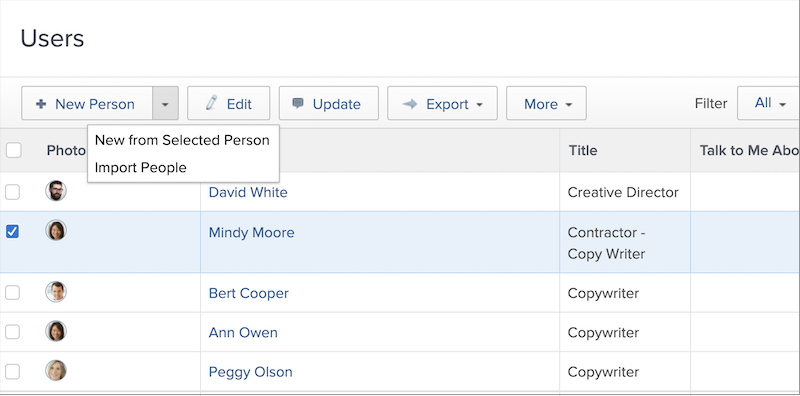 Users
New Person Edit Update Export More Filter All
New from Selected Person
Import People
Photo Title Talk to Me Abo
David White Creative Director
Mindy Moore Contractor -
Copy Writer
Bert Cooper Copywriter
Ann Owen Copywriter
Peggy Olson Copywriter